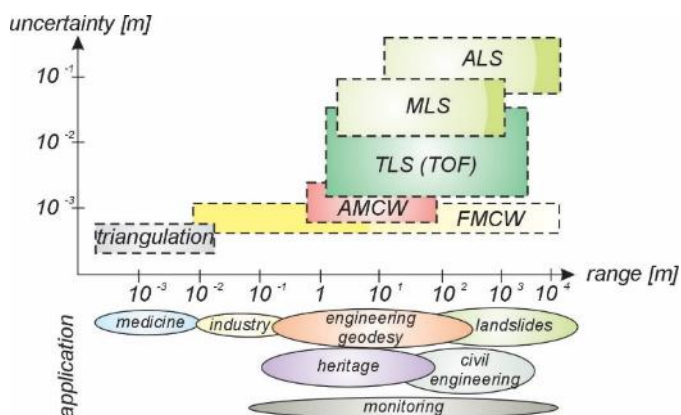 uncertainty [m]
ALS
10⁻¹
MLS
10⁻²
TLS (TOF)
10⁻³
AMCW
FMCW
triangulation
range [m]
10⁻³ 10⁻² 10⁻¹ 1 10¹ 10² 10³ 10⁴
medicine
industry
engineering
geodesy
landslides
heritage
civil
engineering
monitoring
application